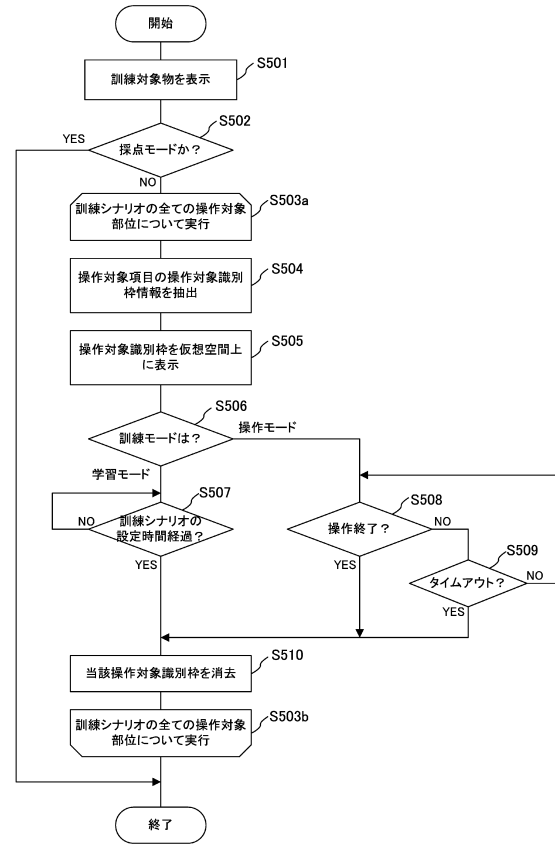 開始
S501
訓練対象物を表示
S502
YES
採点モードか？
NO
S503a
訓練シナリオの全ての操作対象
部位について実行
S504
操作対象項目の操作対象識別
枠情報を抽出
S505
操作対象識別枠を仮想空間上
に表示
S506
訓練モードは？
操作モード
学習モード
S507
訓練シナリオの
設定時間経過？
NO
YES
S508
操作終了？
NO
YES
S509
タイムアウト？
NO
YES
S510
当該操作対象識別枠を消去
S503b
訓練シナリオの全ての操作対象
部位について実行
終了